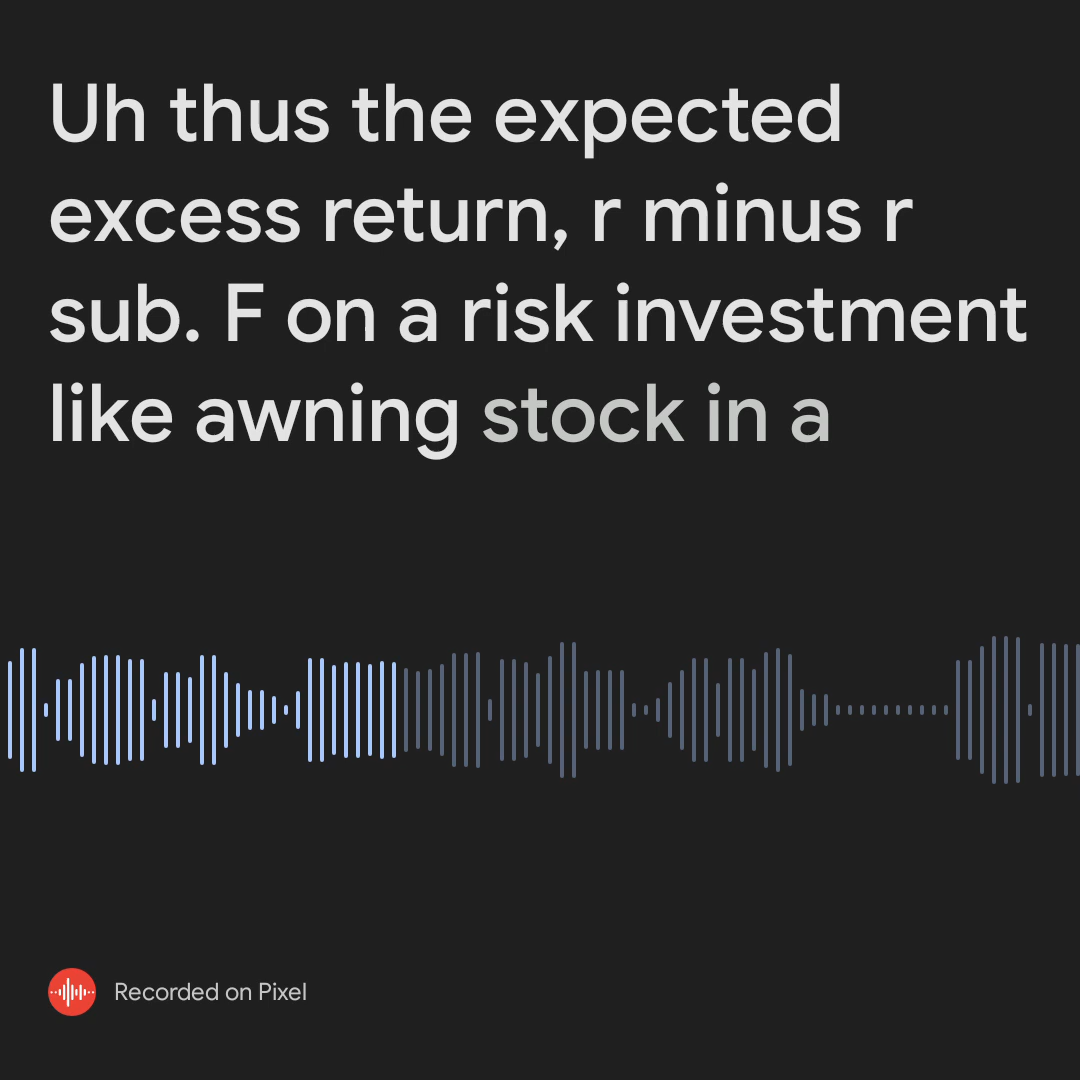 Uh thus the expected
excess return, r minus r
sub. F on a risk investment
like awning stock in a
Recorded on Pixel